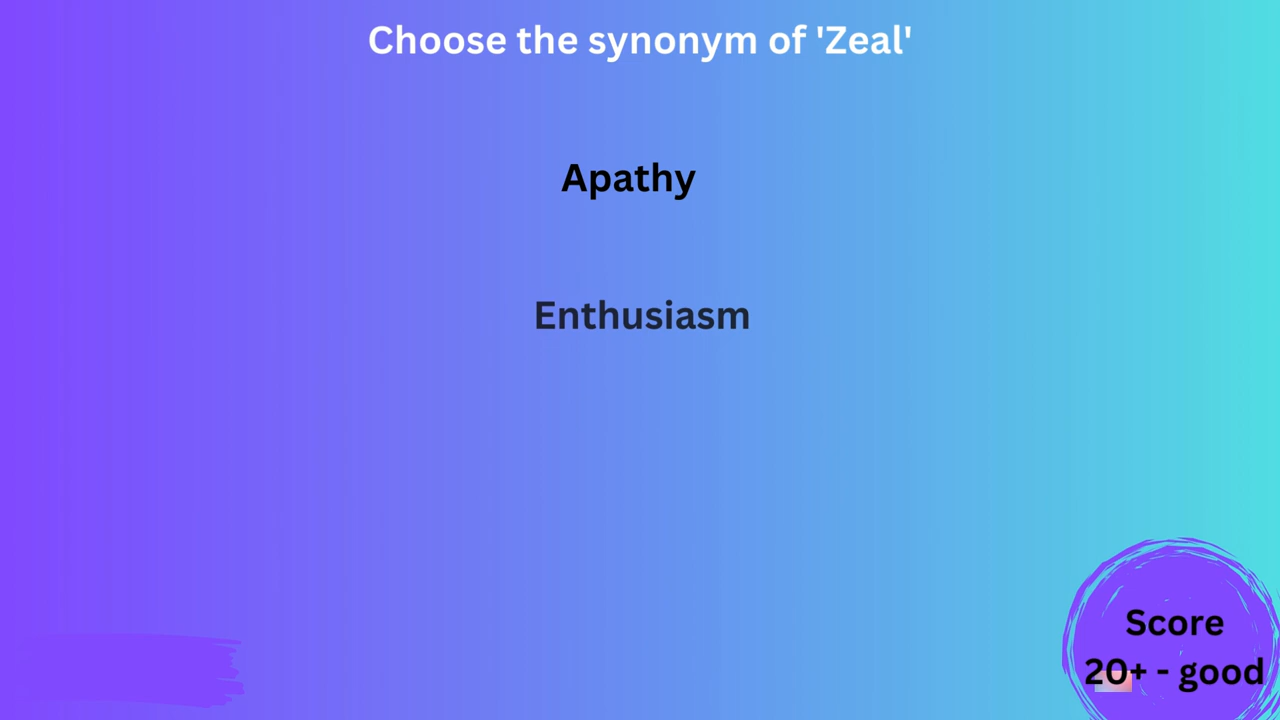 Choose the synonym of 'Zeal'
Apathy
Enthusiasm
Score
20+ - good